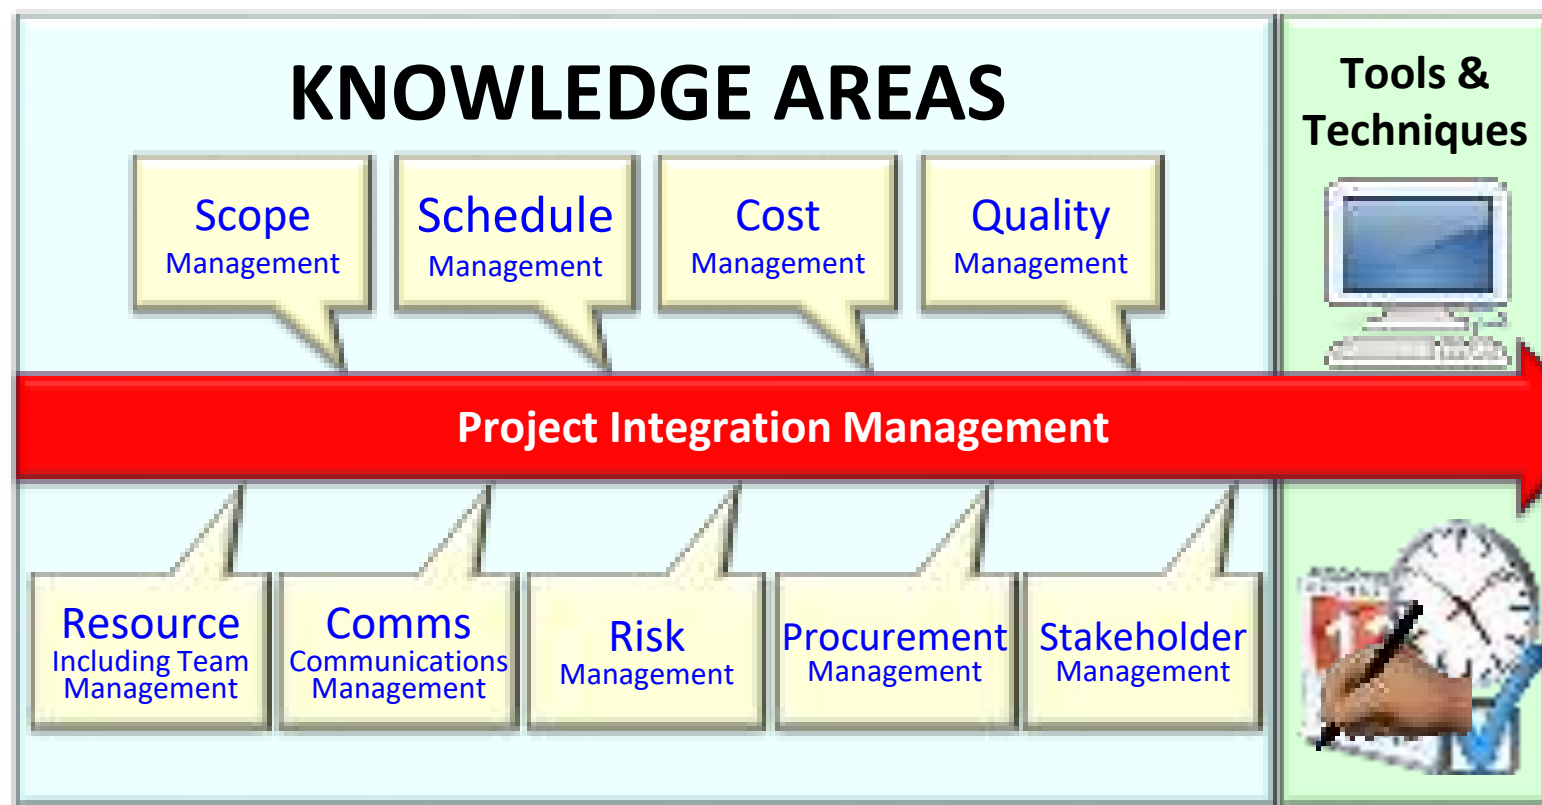 KNOWLEDGE AREAS
Tools &
Techniques
Scope
Management
Schedule
Management
Cost
Management
Quality
Management
Project Integration Management
Resource
Including Team
Management
Comms
Communications
Management
Risk
Management
Procurement
Management
Stakeholder
Management